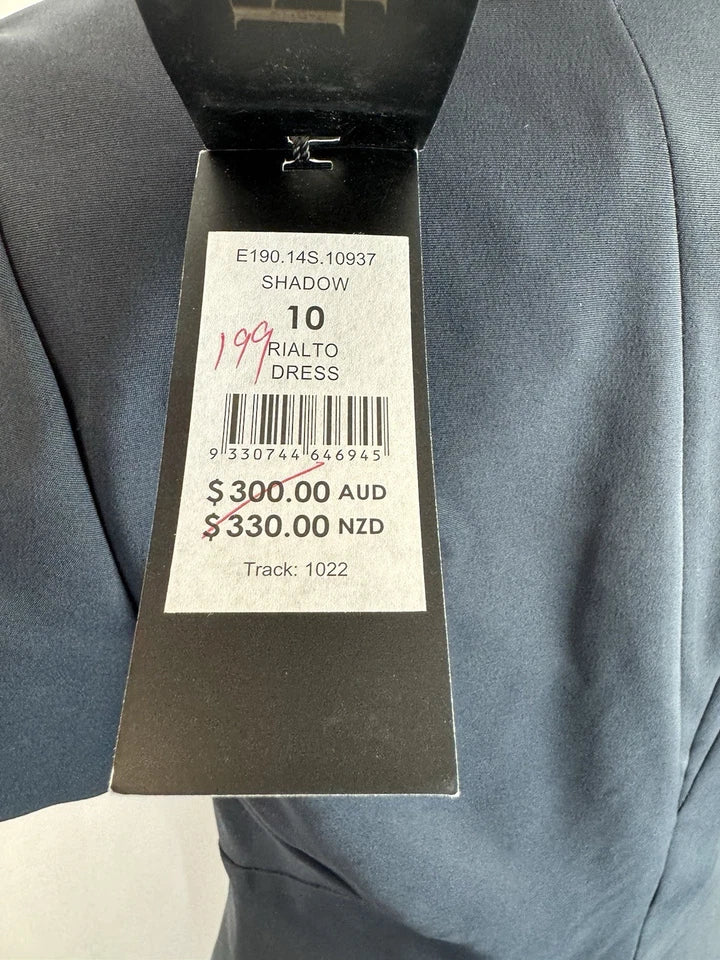 E190.14S.10937
SHADOW
10
199
RIALTO
DRESS
9 330744 646945
$300.00 AUD
$330.00 NZD
Track: 1022